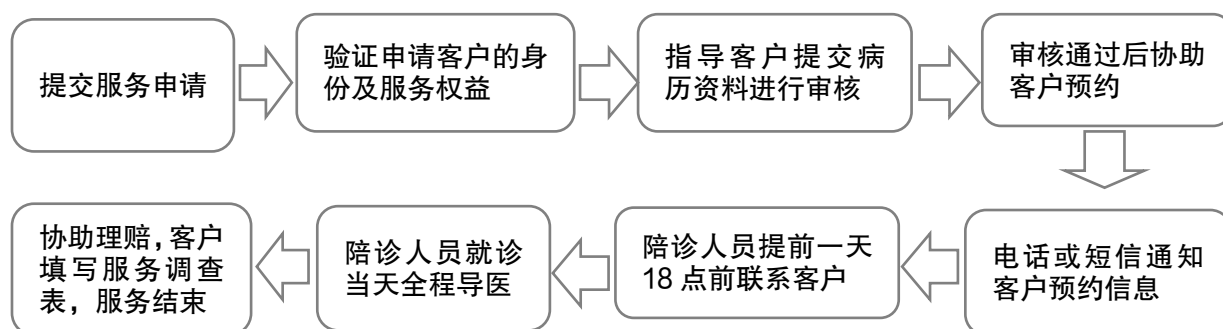 提交服务申请
验证申请客户的身
份及服务权益
指导客户提交病
历资料进行审核
审核通过后协助
客户预约
电话或短信通知
客户预约信息
陪诊人员提前一天
18 点前联系客户
陪诊人员就诊
当天全程导医
协助理赔，客户
填写服务调查
表，服务结束